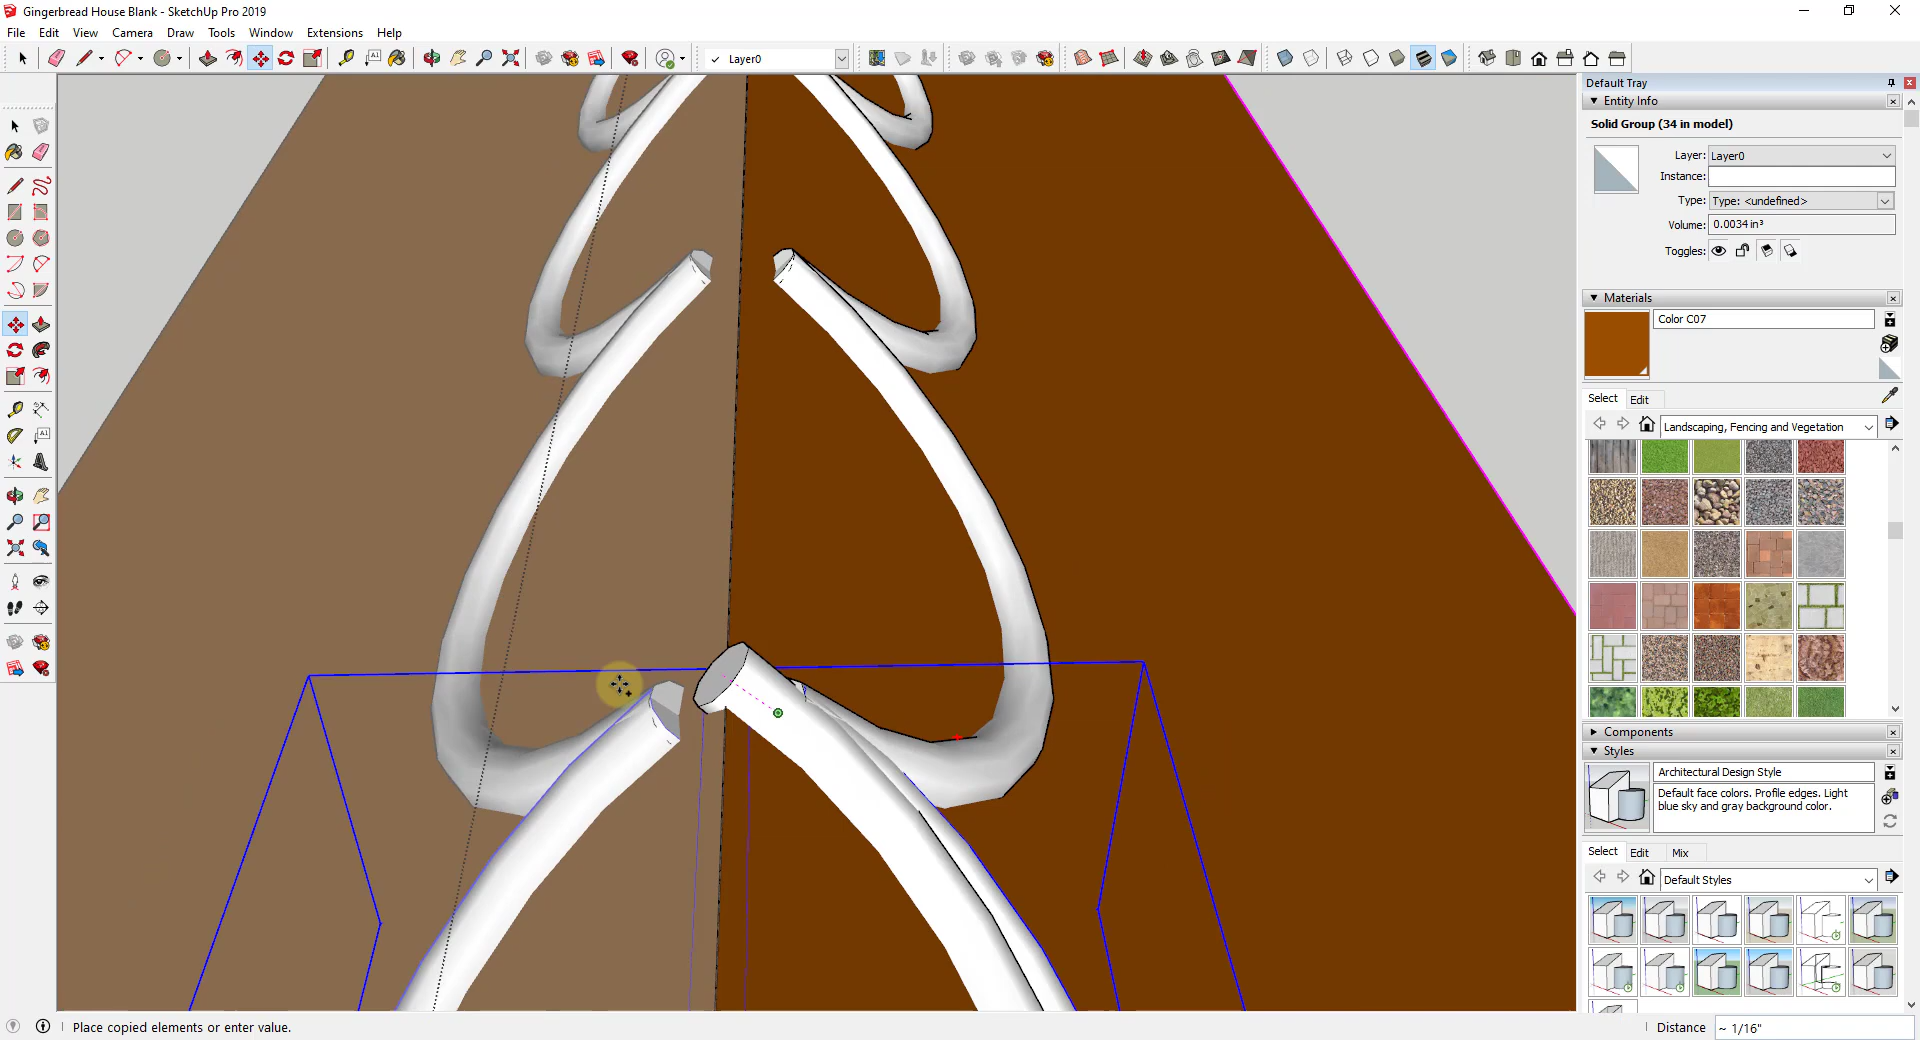 Gingerbread House Blank - SketchUp Pro 2019
File Edit View Camera Draw Tools Window Extensions Help
A1
✓ Layer0
Default Tray
Entity Info
Solid Group (34 in model)
Layer: Layer0
Instance:
Type: Type: <undefined>
Volume: 0.0034 in³
Toggles:
Materials
Color C07
Select Edit
Landscaping, Fencing and Vegetation
A1
Components
Styles
Architectural Design Style
Default face colors. Profile edges. Light
blue sky and gray background color.
Select Edit Mix
Default Styles
Place copied elements or enter value.
Distance ~ 1/16"